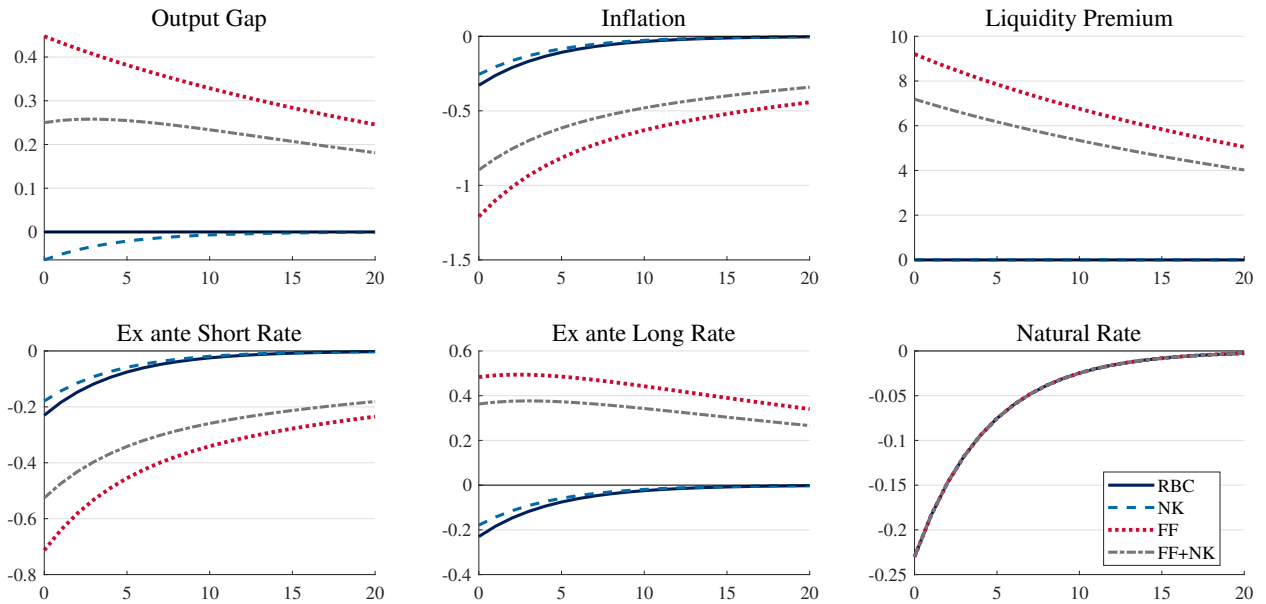 Output Gap
0.4
0.3
0.2
0.1
0
0 5 10 15 20
Inflation
0
-0.5
-1
-1.5
0 5 10 15 20
Liquidity Premium
10
8
6
4
2
0
0 5 10 15 20
Ex ante Short Rate
0
-0.2
-0.4
-0.6
-0.8
0 5 10 15 20
Ex ante Long Rate
0.6
0.4
0.2
0
-0.2
-0.4
0 5 10 15 20
Natural Rate
0
-0.05
-0.1
-0.15
-0.2
-0.25
0 5 10 15 20
RBC
NK
FF
FF+NK